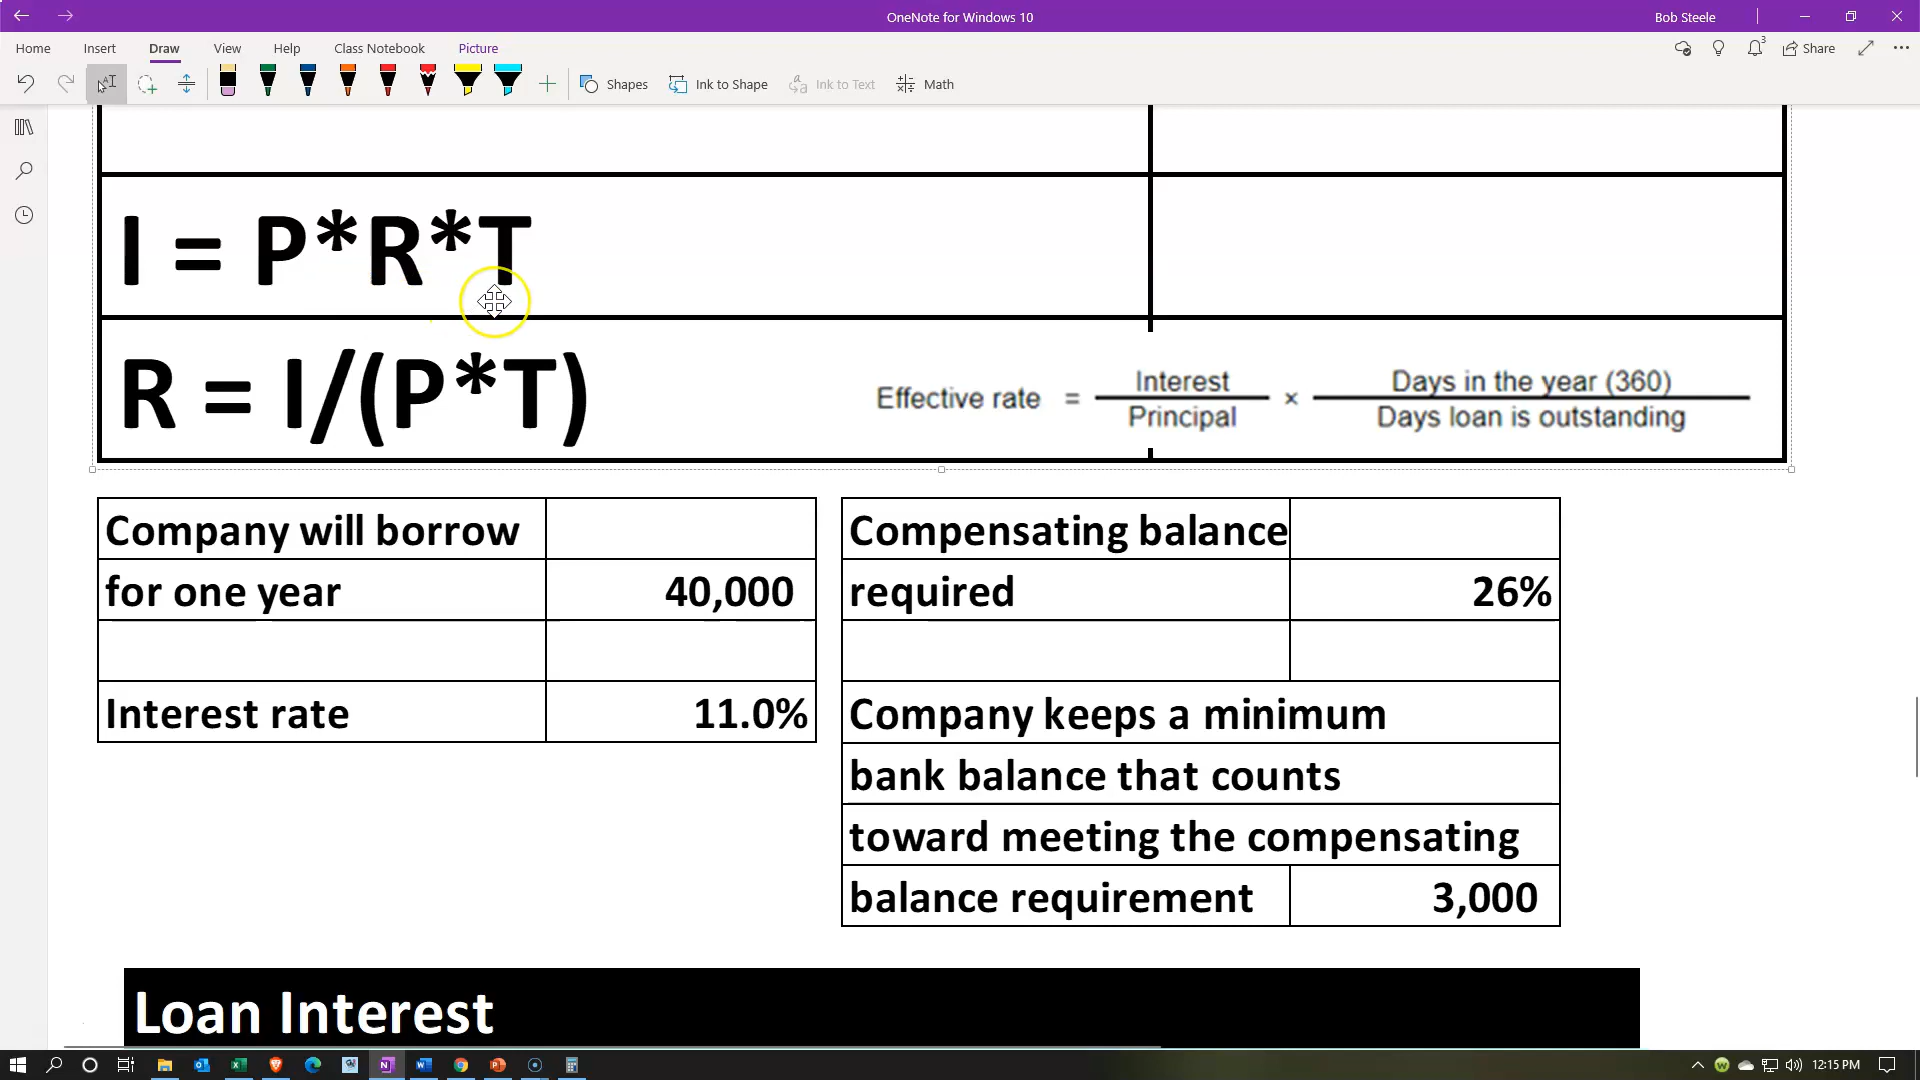 OneNote for Windows 10
Bob Steele
Home Insert Draw View Help Class Notebook Picture
3
Share
Shapes Ink to Shape Ink to Text Math
I = P*R*T
R = I/(P*T)
Effective rate = Interest / Principal × Days in the year (360) / Days loan is outstanding
Company will borrow
for one year 40,000
Interest rate 11.0%
Compensating balance
required 26%
Company keeps a minimum
bank balance that counts
toward meeting the compensating
balance requirement 3,000
Loan Interest
12:15 PM